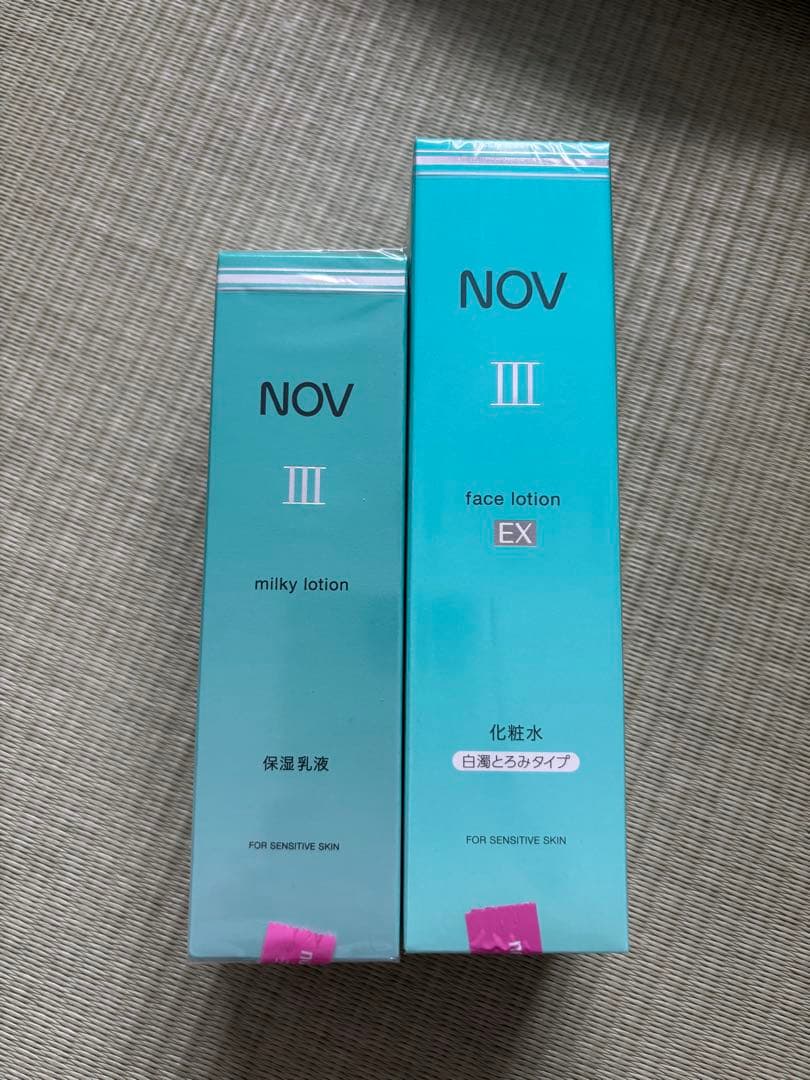 NOV
III
milky lotion
保湿乳液
FOR SENSITIVE SKIN
NOV
III
face lotion
EX
化粧水
白濁とろみタイプ
FOR SENSITIVE SKIN